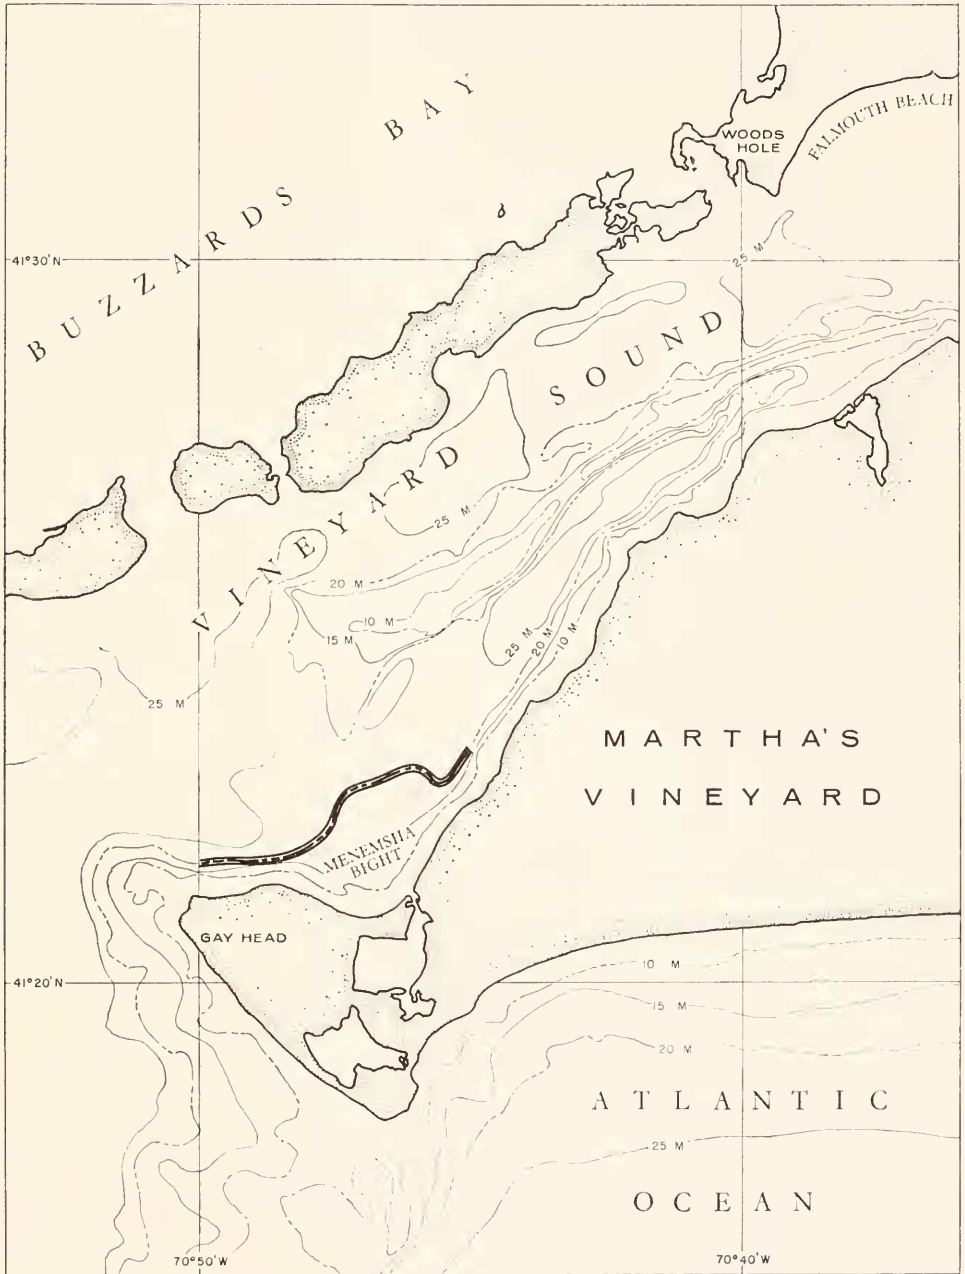 BUZZARDS BAY
WOODS
HOLE
FALMOUTH BEACH
41°30'N
25 M
VINEYARD SOUND
25 M
20 M
10 M
15 M
25 M
20 M
10 M
25 M
MARTHA'S
VINEYARD
MENEMSHA
BIGHT
GAY HEAD
10 M
41°20'N
15 M
20 M
ATLANTIC
25 M
OCEAN
70°50'W
70°40'W